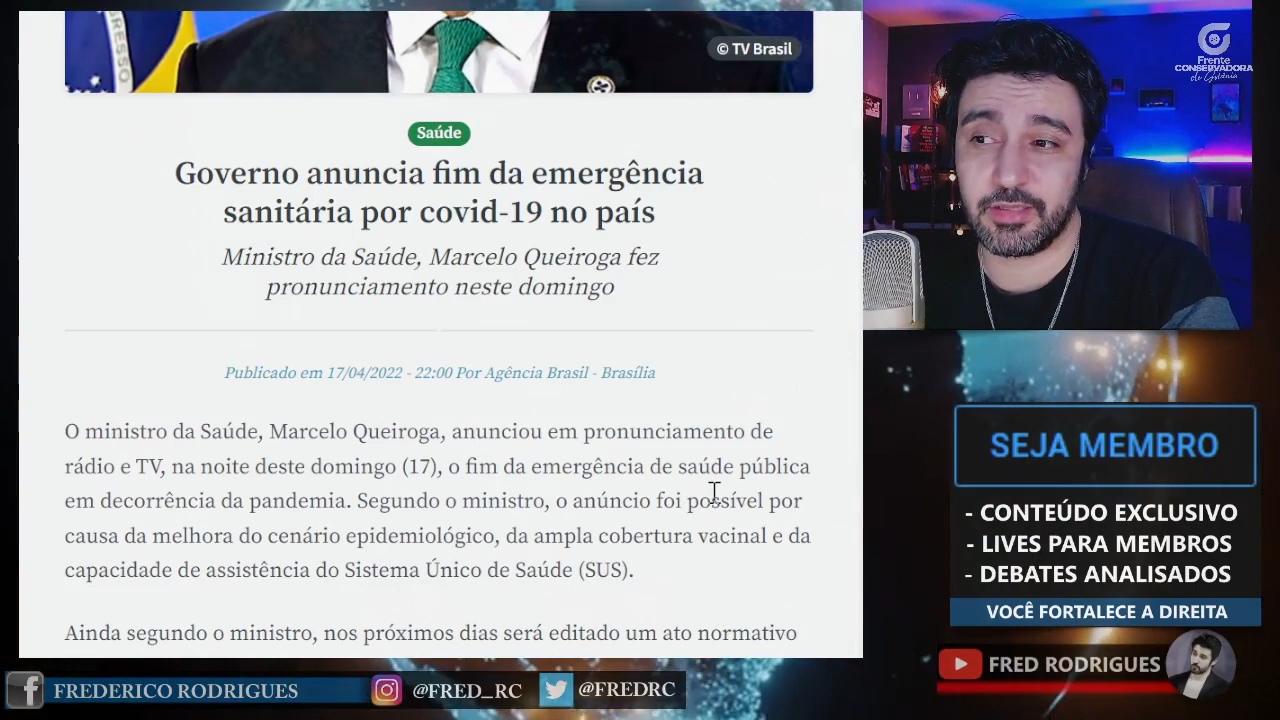 GRESSO
© TV Brasil
Saúde
Governo anuncia fim da emergência
sanitária por covid-19 no país
Ministro da Saúde, Marcelo Queiroga fez
pronunciamento neste domingo
Publicado em 17/04/2022 - 22:00 Por Agência Brasil - Brasília
O ministro da Saúde, Marcelo Queiroga, anunciou em pronunciamento de
rádio e TV, na noite deste domingo (17), o fim da emergência de saúde pública
em decorrência da pandemia. Segundo o ministro, o anúncio foi possível por
causa da melhora do cenário epidemiológico, da ampla cobertura vacinal e da
capacidade de assistência do Sistema Único de Saúde (SUS).
Ainda segundo o ministro, nos próximos dias será editado um ato normativo
Frente
CONSERVADORA
de Goiânia
SEJA MEMBRO
- CONTEÚDO EXCLUSIVO
- LIVES PARA MEMBROS
- DEBATES ANALISADOS
VOCÊ FORTALECE A DIREITA
FRED RODRIGUES
FREDERICO RODRIGUES
@FRED_RC
@FREDRC